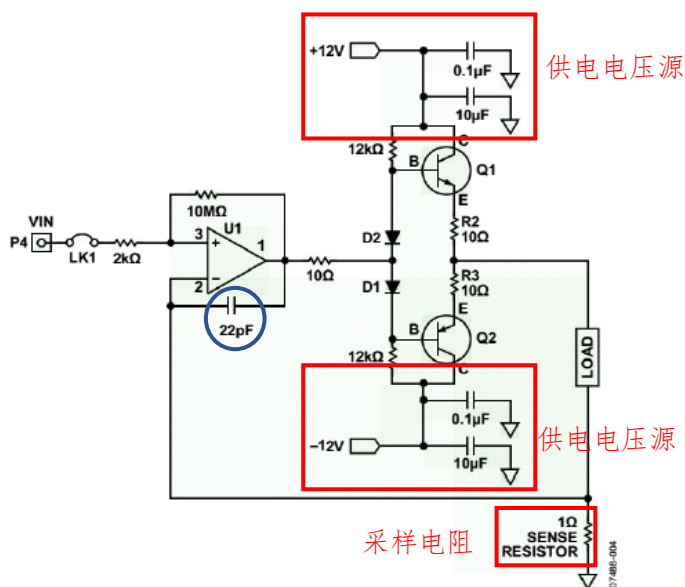 +12V
0.1µF
10µF
供电电压源
C
12kΩ
B
Q1
E
10MΩ
VIN
U1
R2
10Ω
P4
3
+
1
D2
LK1
2kΩ
2
−
10Ω
R3
10Ω
D1
22pF
E
B
Q2
12kΩ
C
LOAD
0.1µF
供电电压源
–12V
10µF
采样电阻
1Ω
SENSE
RESISTOR
07488-004